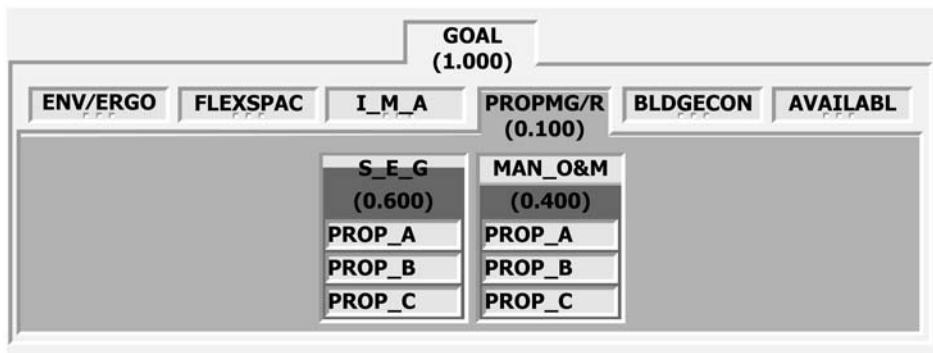 GOAL
(1.000)
ENV/ERGO FLEXSPAC I_M_A PROPMG/R BLDGECON AVAILABL
(0.100)
S_E_G MAN_O&M
(0.600) (0.400)
PROP_A PROP_A
PROP_B PROP_B
PROP_C PROP_C